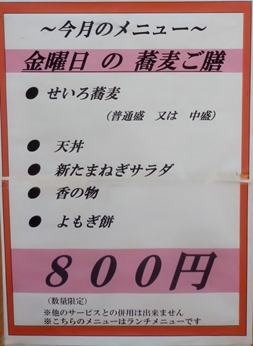 ～今月のメニュー～
金曜日 の 蕎麦ご膳
● せいろ蕎麦
（普通盛 又は 中盛）
● 天丼
● 新たまねぎサラダ
● 香の物
● よもぎ餅
８００円
（数量限定）
※他のサービスとの併用は出来ません
※こちらのメニューはランチメニューです